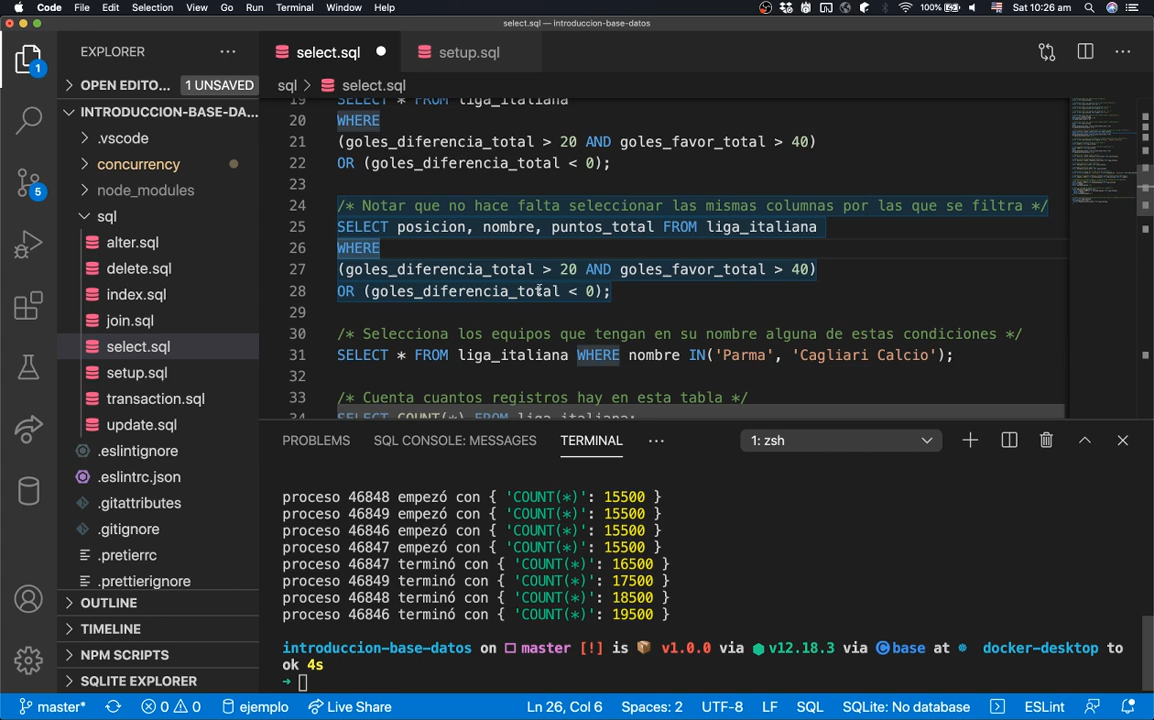 Code File Edit Selection View Go Run Terminal Window Help 100% Sat 10:26 am
select.sql — introduccion-base-datos
EXPLORER ...
select.sql
setup.sql
OPEN EDITO... 1 UNSAVED
sql > select.sql
INTRODUCCION-BASE-DA...
.vscode
concurrency
node_modules
sql
alter.sql
delete.sql
index.sql
join.sql
select.sql
setup.sql
transaction.sql
update.sql
.eslintignore
.eslintrc.json
.gitattributes
.gitignore
.pretierrc
.prettierignore
OUTLINE
TIMELINE
NPM SCRIPTS
SQLITE EXPLORER
1
5
19 SELECT * FROM liga_italiana
20 WHERE
21 (goles_diferencia_total > 20 AND goles_favor_total > 40)
22 OR (goles_diferencia_total < 0);
23
24 /* Notar que no hace falta seleccionar las mismas columnas por las que se filtra */
25 SELECT posicion, nombre, puntos_total FROM liga_italiana
26 WHERE
27 (goles_diferencia_total > 20 AND goles_favor_total > 40)
28 OR (goles_diferencia_total < 0);
29
30 /* Selecciona los equipos que tengan en su nombre alguna de estas condiciones */
31 SELECT * FROM liga_italiana WHERE nombre IN('Parma', 'Cagliari Calcio');
32
33 /* Cuenta cuantos registros hay en esta tabla */
34 SELECT COUNT(*) FROM liga_italiana;
PROBLEMS SQL CONSOLE: MESSAGES TERMINAL ... 1: zsh
proceso 46848 empezó con { 'COUNT(*)': 15500 }
proceso 46849 empezó con { 'COUNT(*)': 15500 }
proceso 46846 empezó con { 'COUNT(*)': 15500 }
proceso 46847 empezó con { 'COUNT(*)': 15500 }
proceso 46847 terminó con { 'COUNT(*)': 16500 }
proceso 46849 terminó con { 'COUNT(*)': 17500 }
proceso 46848 terminó con { 'COUNT(*)': 18500 }
proceso 46846 terminó con { 'COUNT(*)': 19500 }
introduccion-base-datos on master [!] is v1.0.0 via v12.18.3 via base at docker-desktop to
ok 4s
master* 0 0 ejemplo Live Share Ln 26, Col 6 Spaces: 2 UTF-8 LF SQL SQLite: No database ESLint